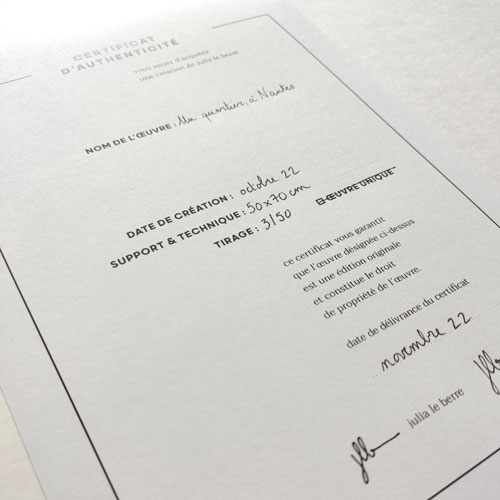 CERTIFICAT
D'AUTHENTICITÉ
vous venez d'acquérir
une création de julia le berre
NOM DE L'ŒUVRE : Un quartier, à Nantes
DATE DE CRÉATION : octobre 22
SUPPORT & TECHNIQUE : 50x70 cm
TIRAGE : 3/50
ŒUVRE UNIQUE
ce certificat vous garantit
que l'œuvre désignée ci-dessus
est une édition originale
et constitue le droit
de propriété de l'œuvre.
date de délivrance du certificat
novembre 22
julia le berre